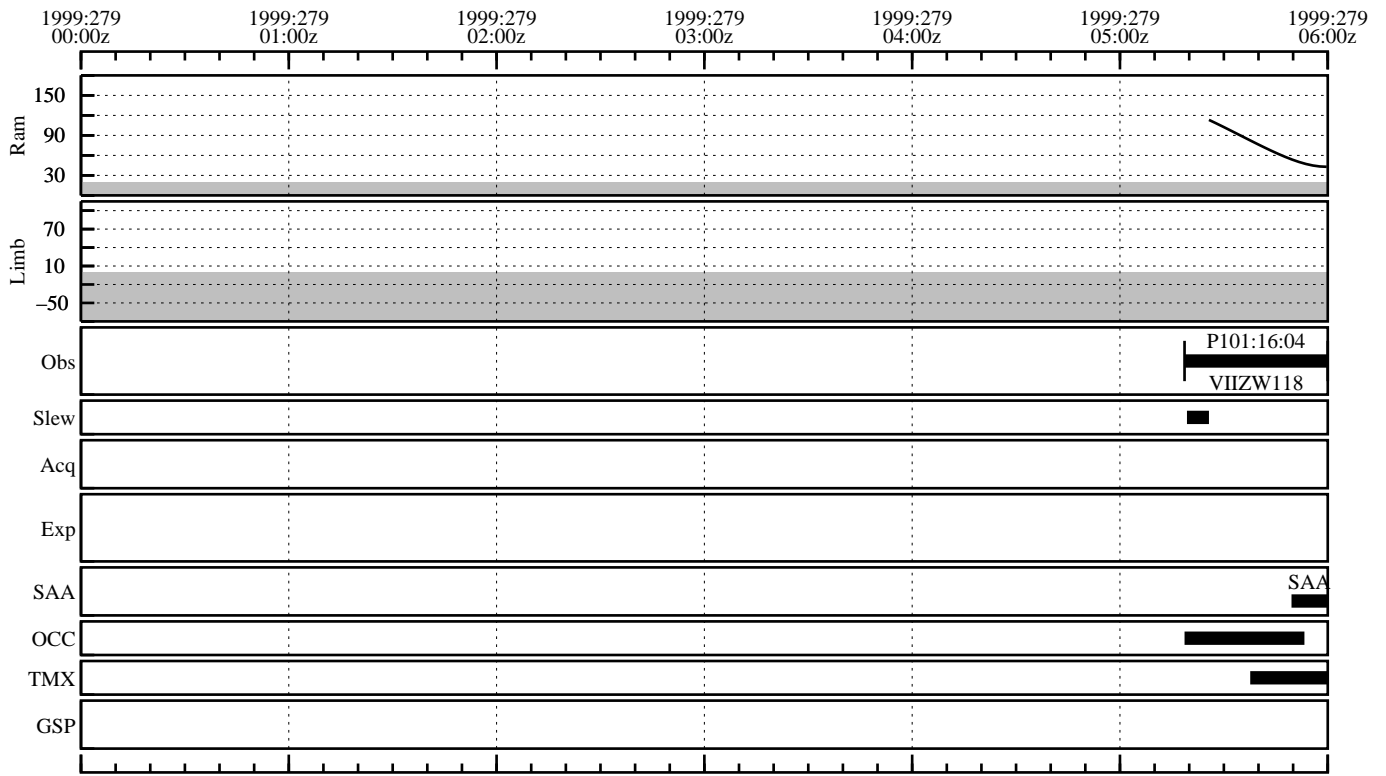 1999:279 1999:279 1999:279 1999:279 1999:279 1999:279 1999:279
00:00z 01:00z 02:00z 03:00z 04:00z 05:00z 06:00z
150
90
30
Ram
70
10
−50
Limb
P101:16:04
Obs
VIIZW118
Slew
Acq
Exp
SAA
SAA
OCC
TMX
GSP